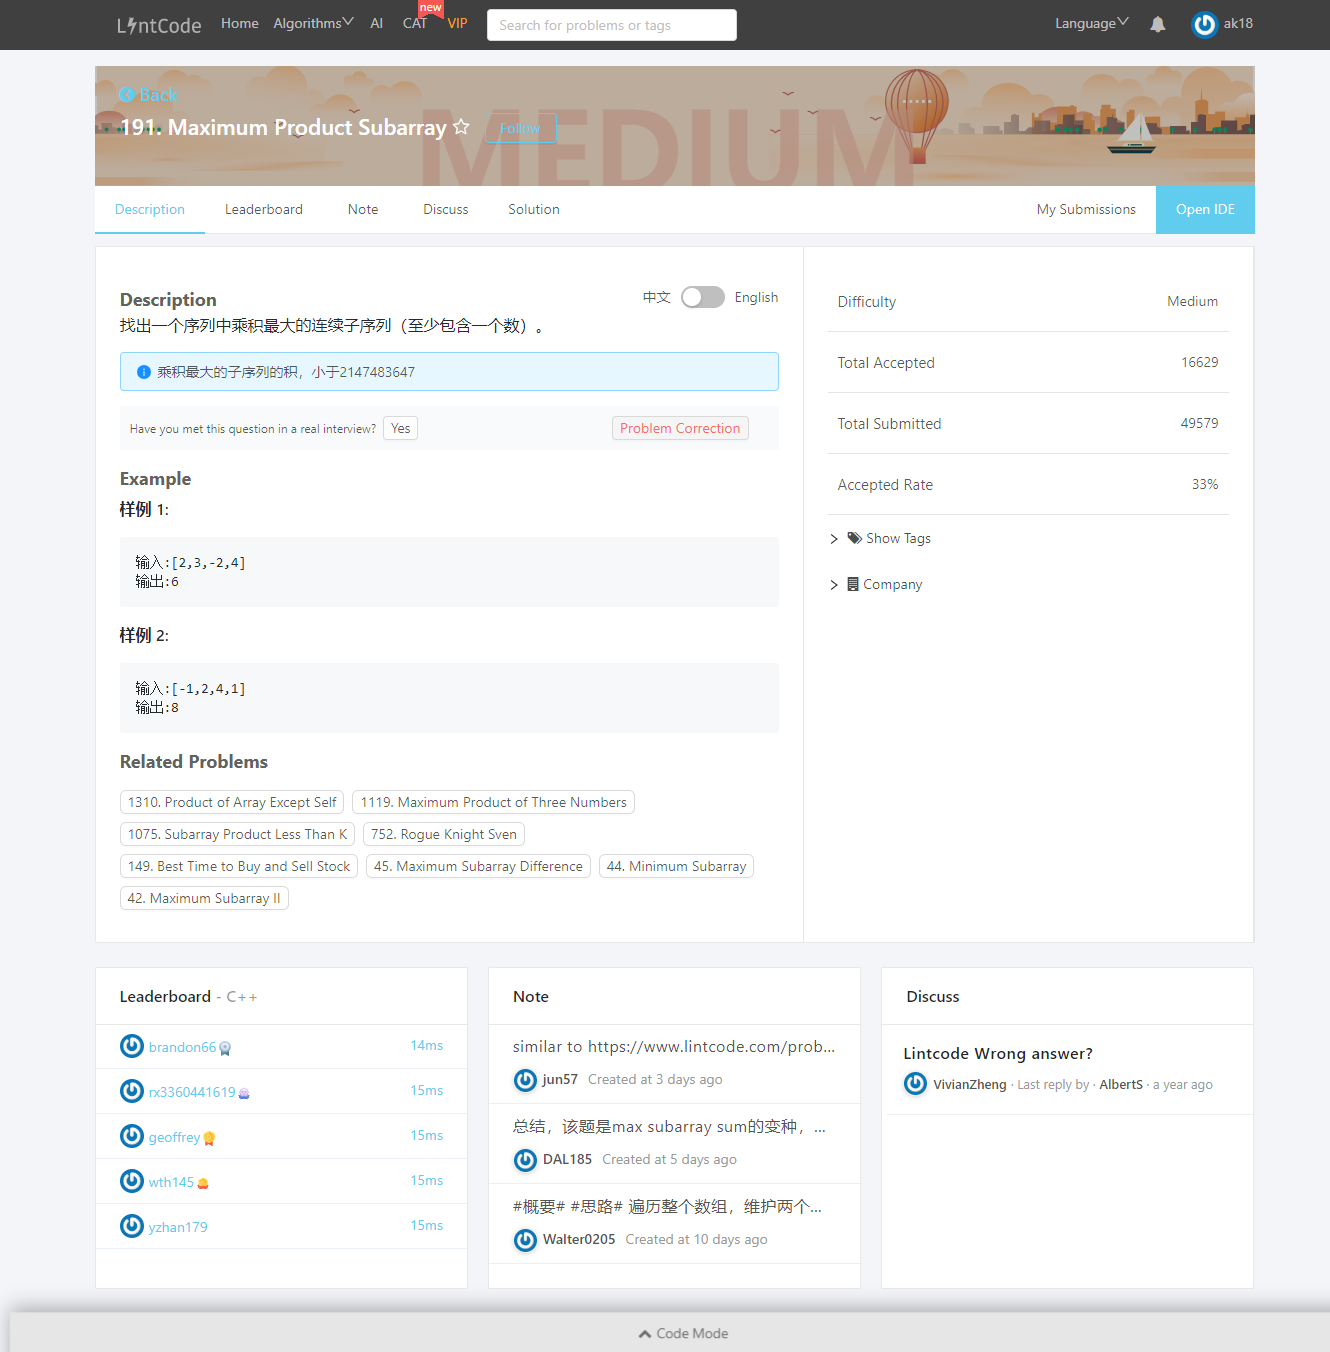 LintCode Home Algorithms AI CAT new VIP Search for problems or tags Language ak18
Back
191. Maximum Product Subarray Follow
MEDIUM
Description Leaderboard Note Discuss Solution My Submissions Open IDE
Description 中文 English
找出一个序列中乘积最大的连续子序列（至少包含一个数）。
乘积最大的子序列的积，小于2147483647
Have you met this question in a real interview? Yes Problem Correction
Example
样例 1:
输入:[2,3,-2,4]
输出:6
样例 2:
输入:[-1,2,4,1]
输出:8
Related Problems
1310. Product of Array Except Self 1119. Maximum Product of Three Numbers
1075. Subarray Product Less Than K 752. Rogue Knight Sven
149. Best Time to Buy and Sell Stock 45. Maximum Subarray Difference 44. Minimum Subarray
42. Maximum Subarray II
Difficulty Medium
Total Accepted 16629
Total Submitted 49579
Accepted Rate 33%
Show Tags
Company
Leaderboard - C++
brandon66 14ms
rx3360441619 15ms
geoffrey 15ms
wth145 15ms
yzhan179 15ms
Note
similar to https://www.lintcode.com/prob...
jun57 Created at 3 days ago
总结，该题是max subarray sum的变种，...
DAL185 Created at 5 days ago
#概要# #思路# 遍历整个数组，维护两个...
Walter0205 Created at 10 days ago
Discuss
Lintcode Wrong answer?
VivianZheng · Last reply by · AlbertS · a year ago
Code Mode